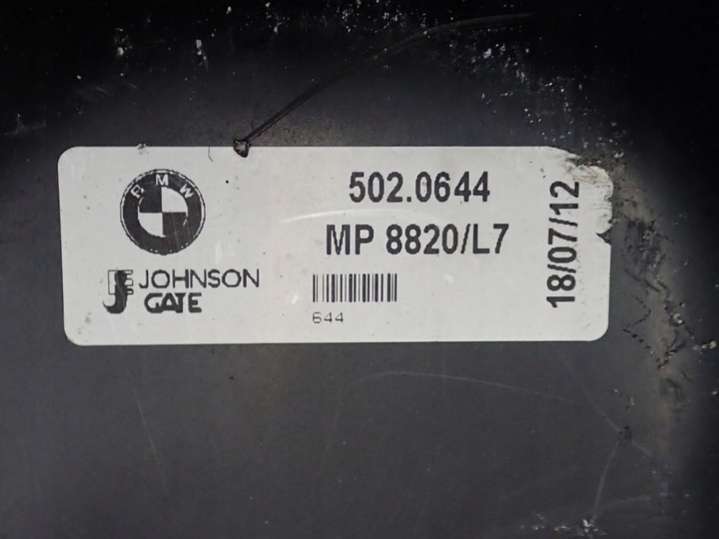 BMW
502.0644
MP 8820/L7
JOHNSON
GATE
644
18/07/12